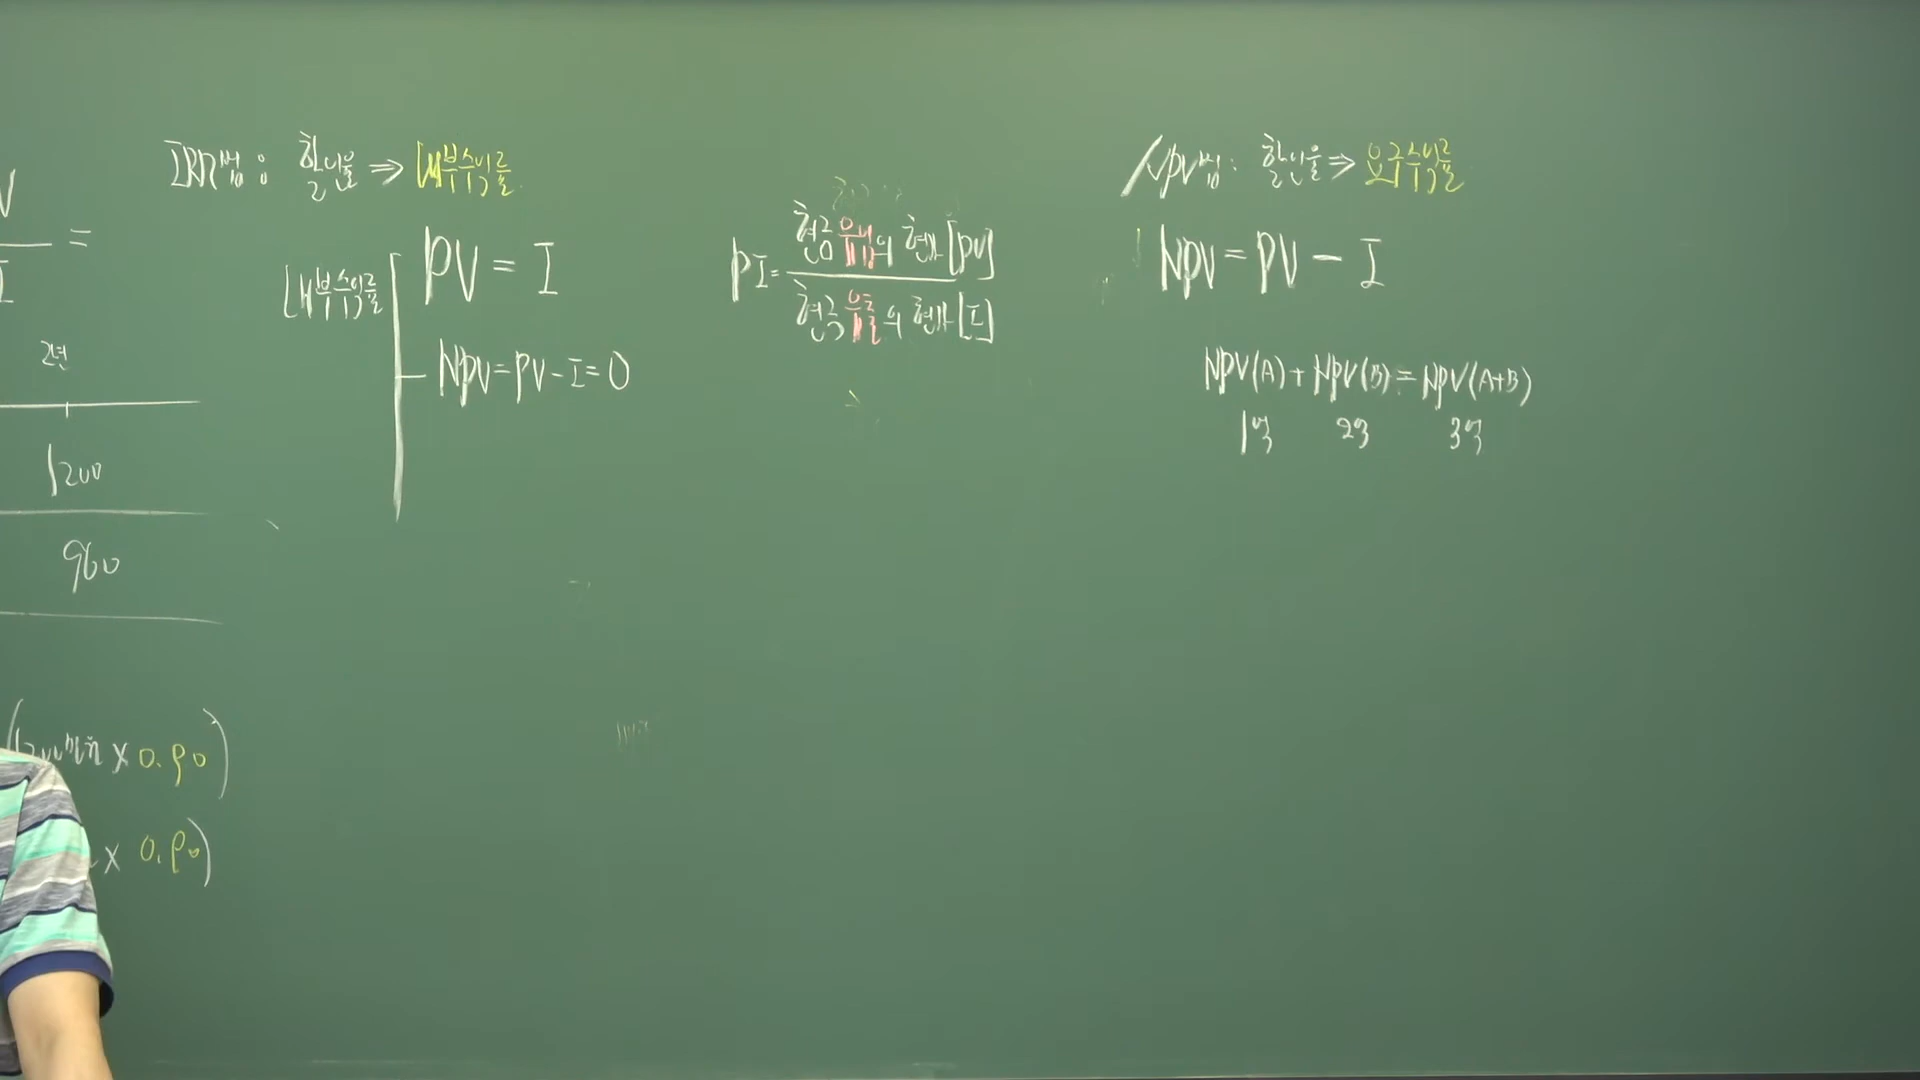 IRR법 : 할인율 ⇒ 내부수익률
내부수익률
PV = I
NPV = PV - I = 0
PI = 현금유입의 현가 [PV]
현금유출의 현가 [I]
NPV법 : 할인율 ⇒ 요구수익률
NPV = PV - I
NPV(A) + NPV(B) = NPV(A+B)
1억 2억 3억
V
=
I
2년
1200
960
× 0.90)
× 0.90)